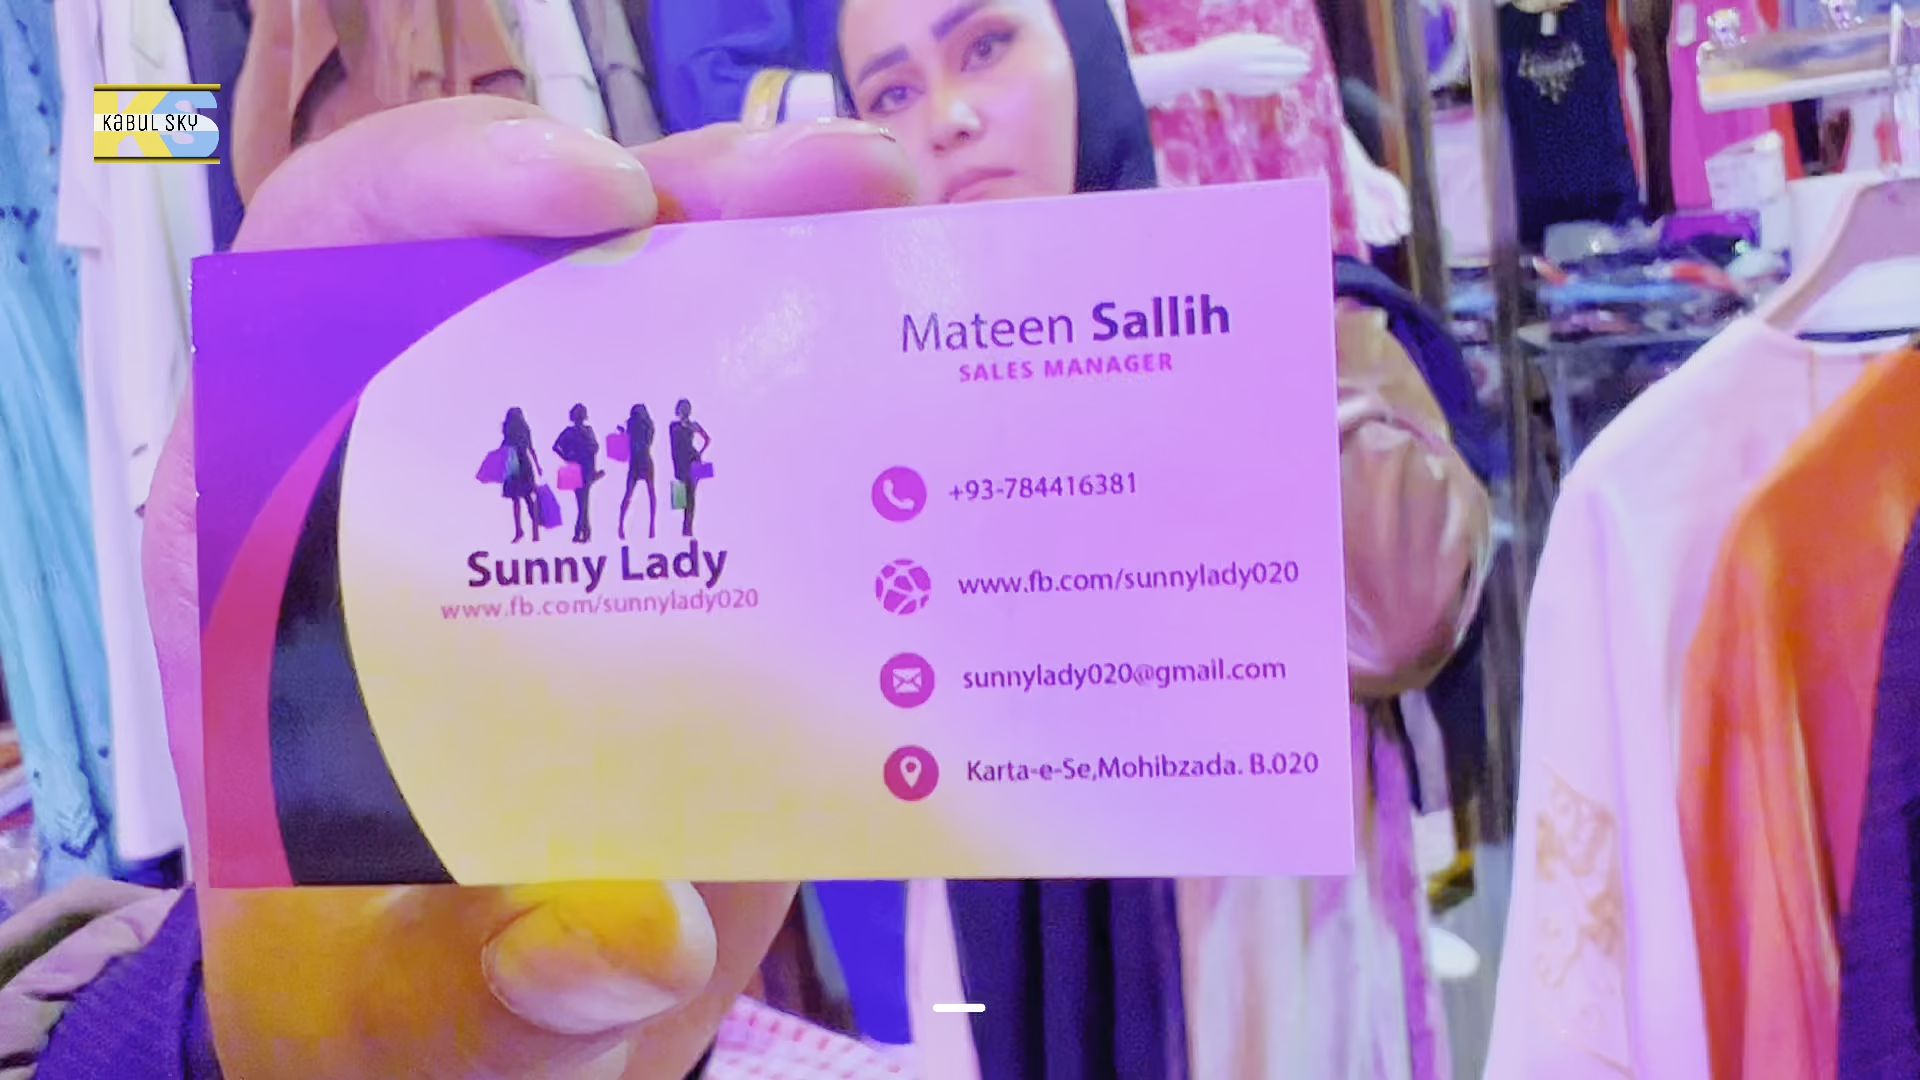 KABUL SKY
Mateen Sallih
SALES MANAGER
Sunny Lady
www.fb.com/sunnylady020
+93-784416381
www.fb.com/sunnylady020
sunnylady020@gmail.com
Karta-e-Se,Mohibzada. B.020